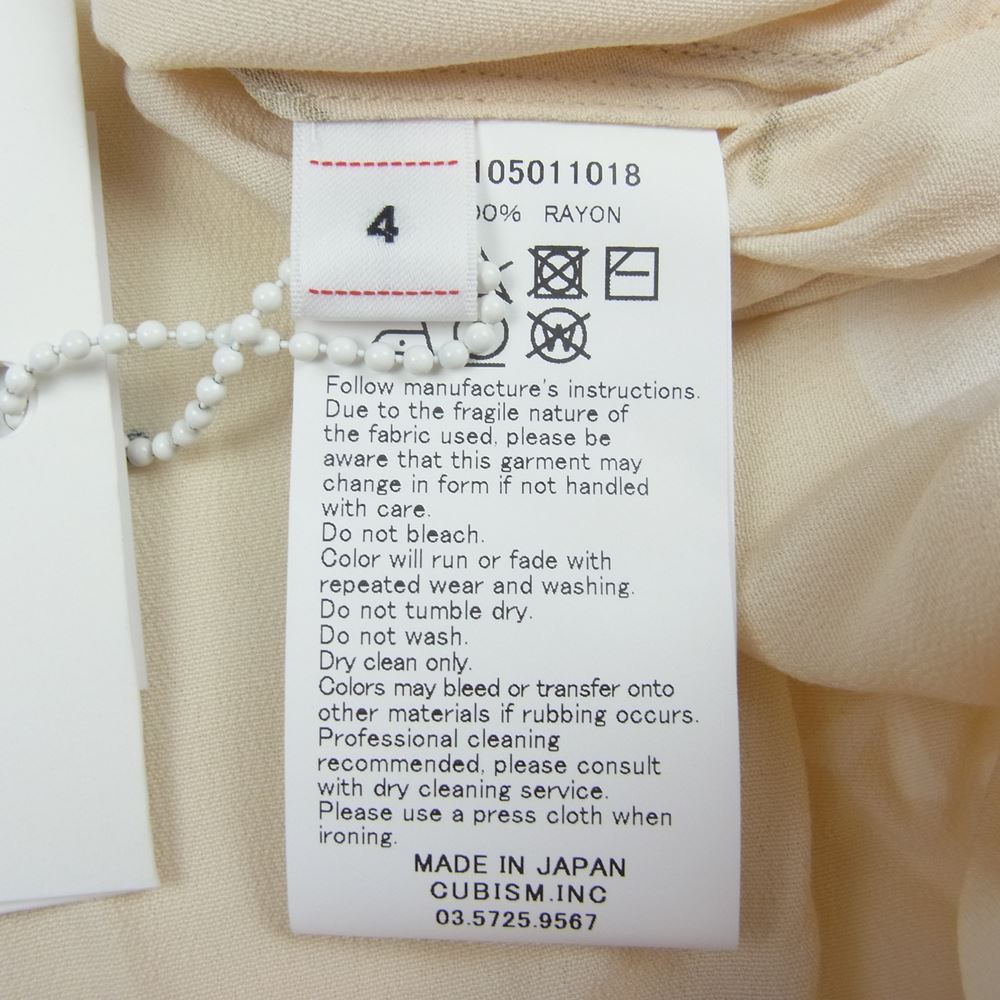 4
105011018
00% RAYON
W
Follow manufacture's instructions.
Due to the fragile nature of
the fabric used, please be
aware that this garment may
change in form if not handled
with care.
Do not bleach.
Color will run or fade with
repeated wear and washing.
Do not tumble dry.
Do not wash.
Dry clean only.
Colors may bleed or transfer onto
other materials if rubbing occurs.
Professional cleaning
recommended, please consult
with dry cleaning service.
Please use a press cloth when
ironing.
MADE IN JAPAN
CUBISM.INC
03.5725.9567